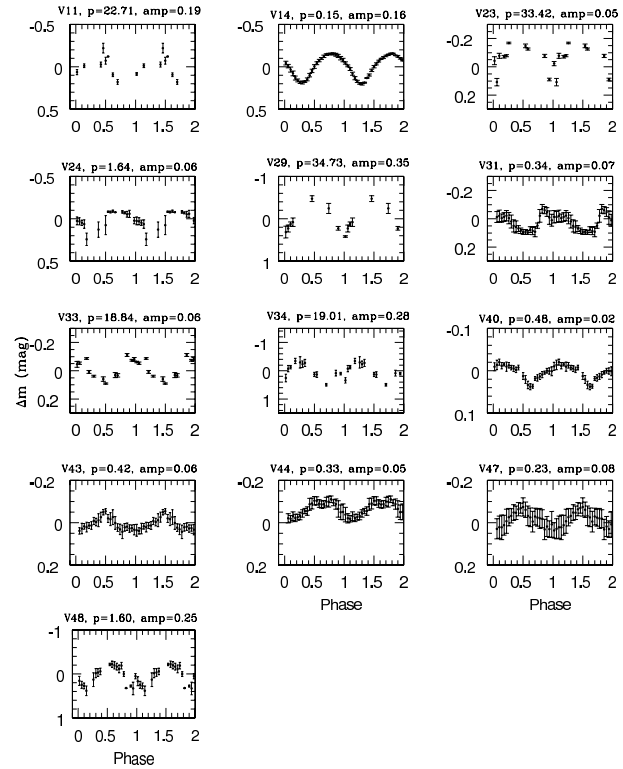 V11, p=22.71, amp=0.19
V14, p=0.15, amp=0.16
V23, p=33.42, amp=0.05
-0.5
0
0.5
0 0.5 1 1.5 2
-0.5
0
0.5
0 0.5 1 1.5 2
-0.2
0
0.2
0 0.5 1 1.5 2
V24, p=1.64, amp=0.06
V29, p=34.73, amp=0.35
V31, p=0.34, amp=0.07
-0.5
0
0.5
0 0.5 1 1.5 2
-1
0
1
0 0.5 1 1.5 2
-0.2
0
0.2
0 0.5 1 1.5 2
V33, p=18.84, amp=0.06
V34, p=19.01, amp=0.28
V40, p=0.48, amp=0.02
Δm (mag)
-0.2
0
0.2
0 0.5 1 1.5 2
-1
0
1
0 0.5 1 1.5 2
-0.1
0
0.1
0 0.5 1 1.5 2
V43, p=0.42, amp=0.06
V44, p=0.33, amp=0.05
V47, p=0.23, amp=0.08
-0.2
0
0.2
0 0.5 1 1.5 2
-0.2
0
0.2
0 0.5 1 1.5 2
Phase
-0.2
0
0.2
0 0.5 1 1.5 2
Phase
V48, p=1.60, amp=0.25
-1
0
1
0 0.5 1 1.5 2
Phase